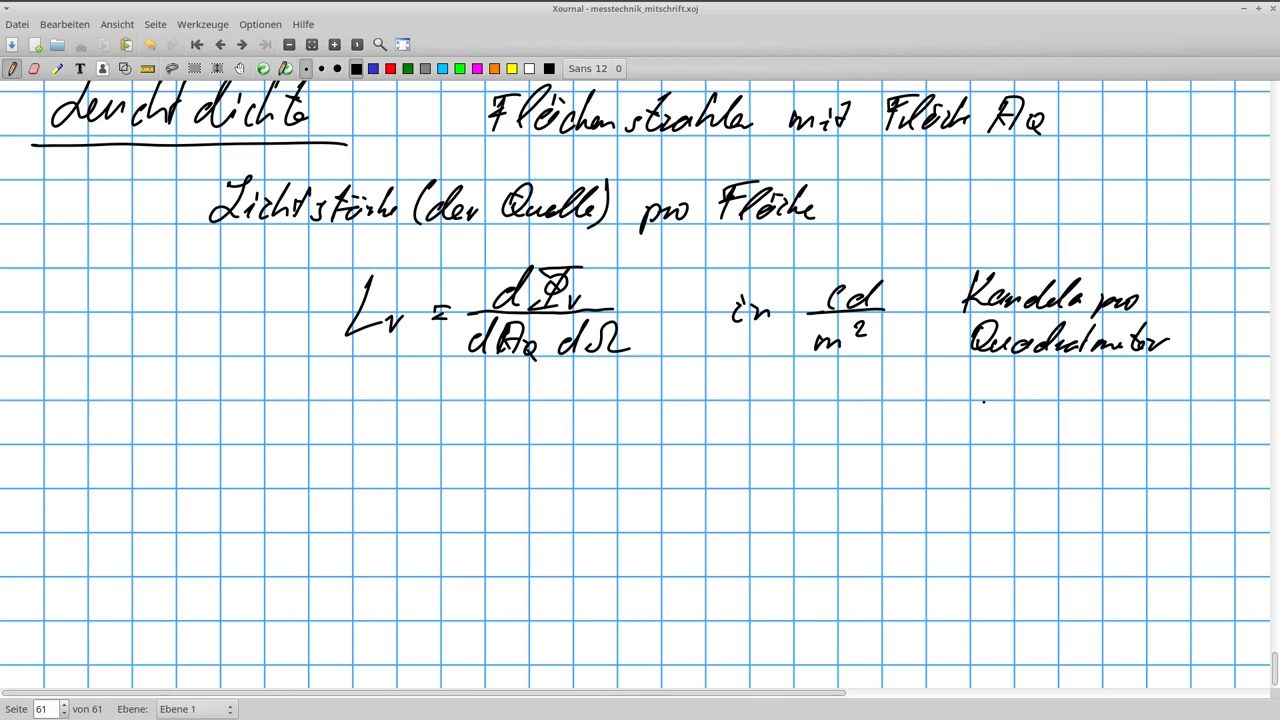 Xournal - messtechnik_mitschrift.xoj
Datei Bearbeiten Ansicht Seite Werkzeuge Optionen Hilfe
Sans 12 0
Leuchtdichte Flächenstrahler mit Fläche A_Q
Lichtstärke (der Quelle) pro Fläche
L_v = dΦ_v / dA_Q dΩ in cd / m² Kandela pro
Quadratmeter
Seite 61 von 61 Ebene: Ebene 1